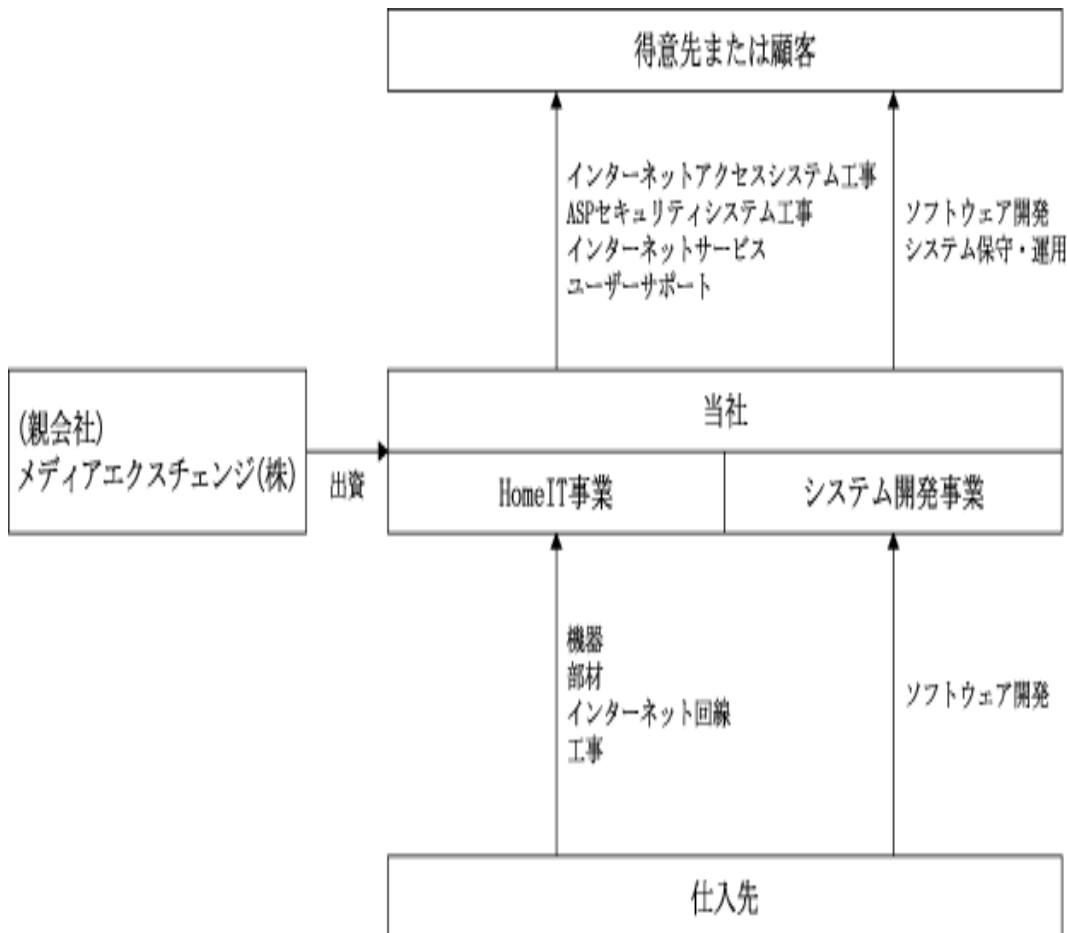 得意先または顧客
インターネットアクセスシステム工事
ASPセキュリティシステム工事
インターネットサービス
ユーザーサポート
ソフトウェア開発
システム保守・運用
(親会社)
メディアエクスチェンジ(株)
出資
当社
HomeIT事業
システム開発事業
機器
部材
インターネット回線
工事
ソフトウェア開発
仕入先